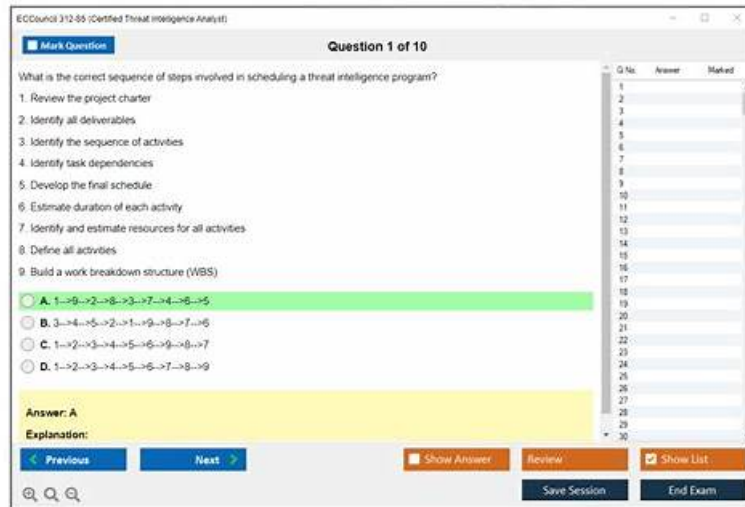 ECCouncil 312-85 (Certified Threat Intelligence Analyst)
Mark Question
Question 1 of 10
What is the correct sequence of steps involved in scheduling a threat intelligence program?
1. Review the project charter
2. Identify all deliverables
3. Identify the sequence of activities
4. Identify task dependencies
5. Develop the final schedule
6. Estimate duration of each activity
7. Identify and estimate resources for all activities
8. Define all activities
9. Build a work breakdown structure (WBS)
A. 1-->9-->2-->8-->3-->7-->4-->6-->5
B. 3-->4-->5-->2-->1-->9-->8-->7-->6
C. 1-->2-->3-->4-->5-->6-->9-->8-->7
D. 1-->2-->3-->4-->5-->6-->7-->8-->9
Answer: A
Explanation:
Q No. Answer Marked
1
2
3
4
5
6
7
8
9
10
11
12
13
14
15
16
17
18
19
20
21
22
23
24
25
26
27
28
29
30
Previous
Next
Show Answer
Review
Show List
Save Session
End Exam